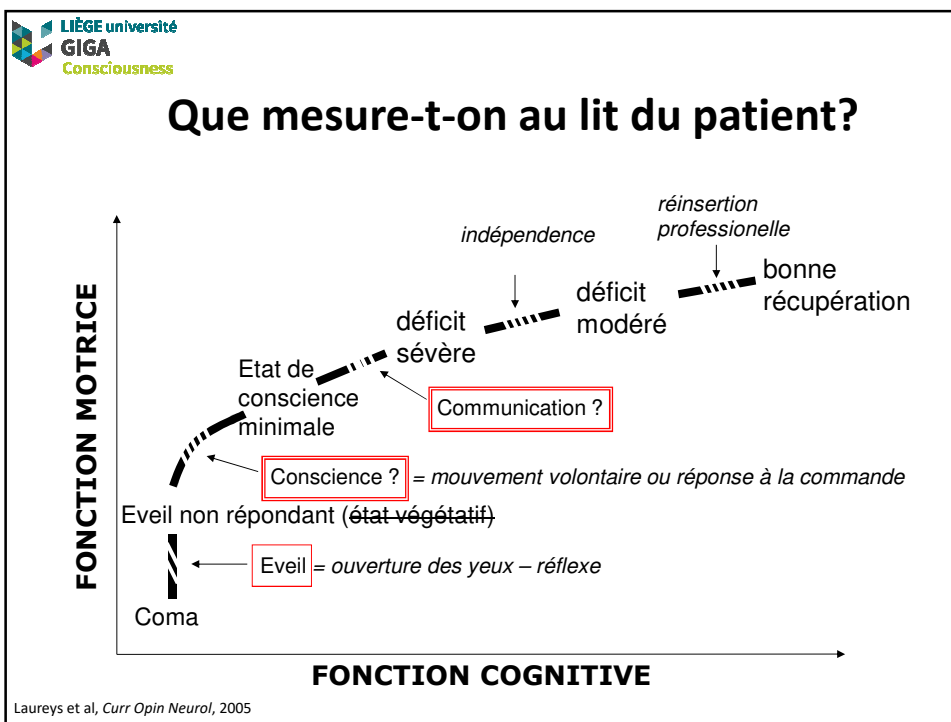 LIÈGE université
GIGA
Consciousness
Que mesure-t-on au lit du patient?
réinsertion
professionelle
indépendence
bonne
récupération
déficit
modéré
déficit
sévère
Etat de
conscience
minimale
Communication ?
Conscience ? = mouvement volontaire ou réponse à la commande
Eveil non répondant (état végétatif)
Eveil = ouverture des yeux – réflexe
Coma
FONCTION MOTRICE
FONCTION COGNITIVE
Laureys et al, Curr Opin Neurol, 2005